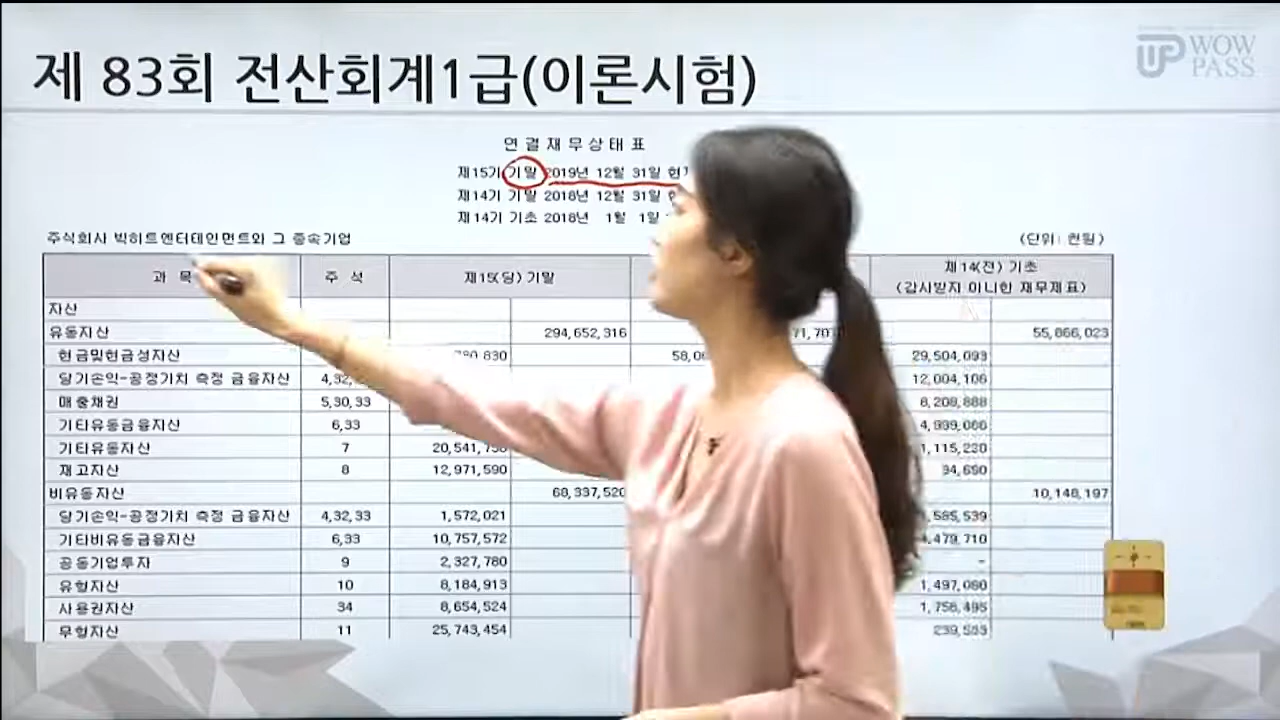 제 83회 전산회계1급(이론시험)
UP WOW PASS
연 결 재 무 상 태 표
제15기 기말 2019년 12월 31일
제14기 기말 2018년 12월 31일
제14기 기초 2018년 1월 1일
주식회사 빅히트엔터테인먼트와 그 종속기업 (단위: 천원)
과 목 주 석 제15(당) 기말 제14(전) 기초
(감사받지 아니한 재무제표)
자산
유동자산 294,652,316 55,866,023
현금및현금성자산 29,504,093
당기손익-공정가치 측정 금융자산 12,004,106
매출채권 5,30,33 8,208,888
기타유동금융자산 6,33 4,999,066
기타유동자산 7 1,115,230
재고자산 8 12,971,590 34,690
비유동자산 68,337,520 10,148,197
당기손익-공정가치 측정 금융자산 4,32,33 1,572,021
기타비유동금융자산 6,33 10,757,572
공동기업투자 9 2,327,780 -
유형자산 10 8,184,913 1,497,060
사용권자산 34 8,654,524 1,756,495
무형자산 11 25,743,454